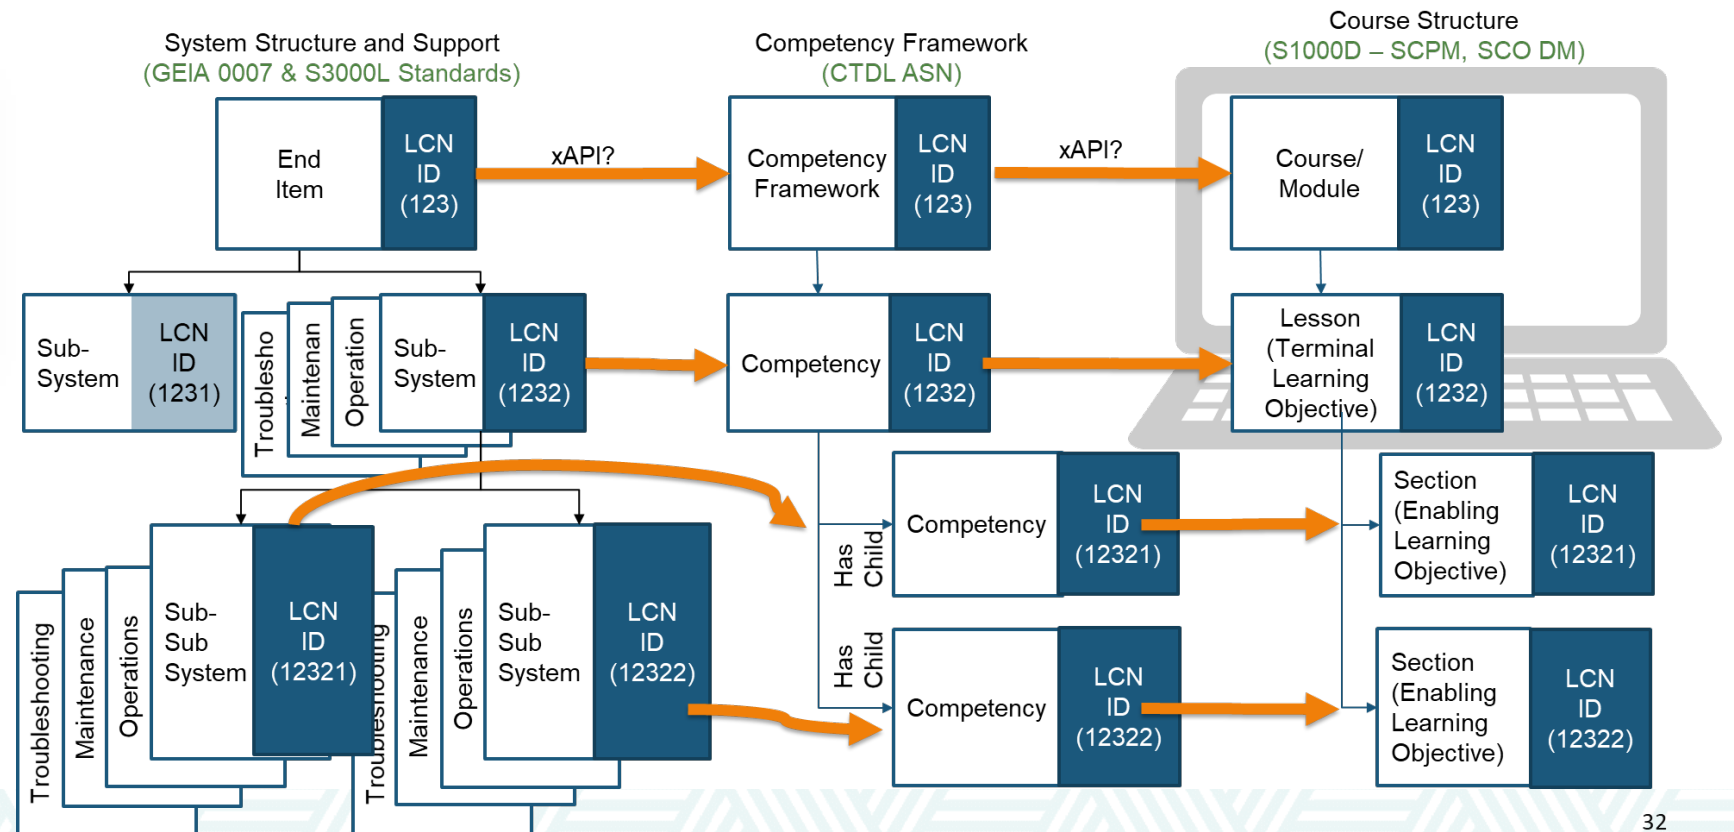 System Structure and Support
(GEIA 0007 & S3000L Standards)
Competency Framework
(CTDL ASN)
Course Structure
(S1000D – SCPM, SCO DM)
End
Item
LCN
ID
(123)
xAPI?
Competency
Framework
LCN
ID
(123)
xAPI?
Course/
Module
LCN
ID
(123)
Sub-
System
LCN
ID
(1231)
Troublesho
Maintenan
Operation
Sub-
System
LCN
ID
(1232)
Competency
LCN
ID
(1232)
Lesson
(Terminal
Learning
Objective)
LCN
ID
(1232)
Troubleshooting
Maintenance
Operations
Sub-
Sub
System
LCN
ID
(12321)
Troubleshooting
Maintenance
Operations
Sub-
Sub
System
LCN
ID
(12322)
Has
Child
Competency
LCN
ID
(12321)
Section
(Enabling
Learning
Objective)
LCN
ID
(12321)
Has
Child
Competency
LCN
ID
(12322)
Section
(Enabling
Learning
Objective)
LCN
ID
(12322)
32